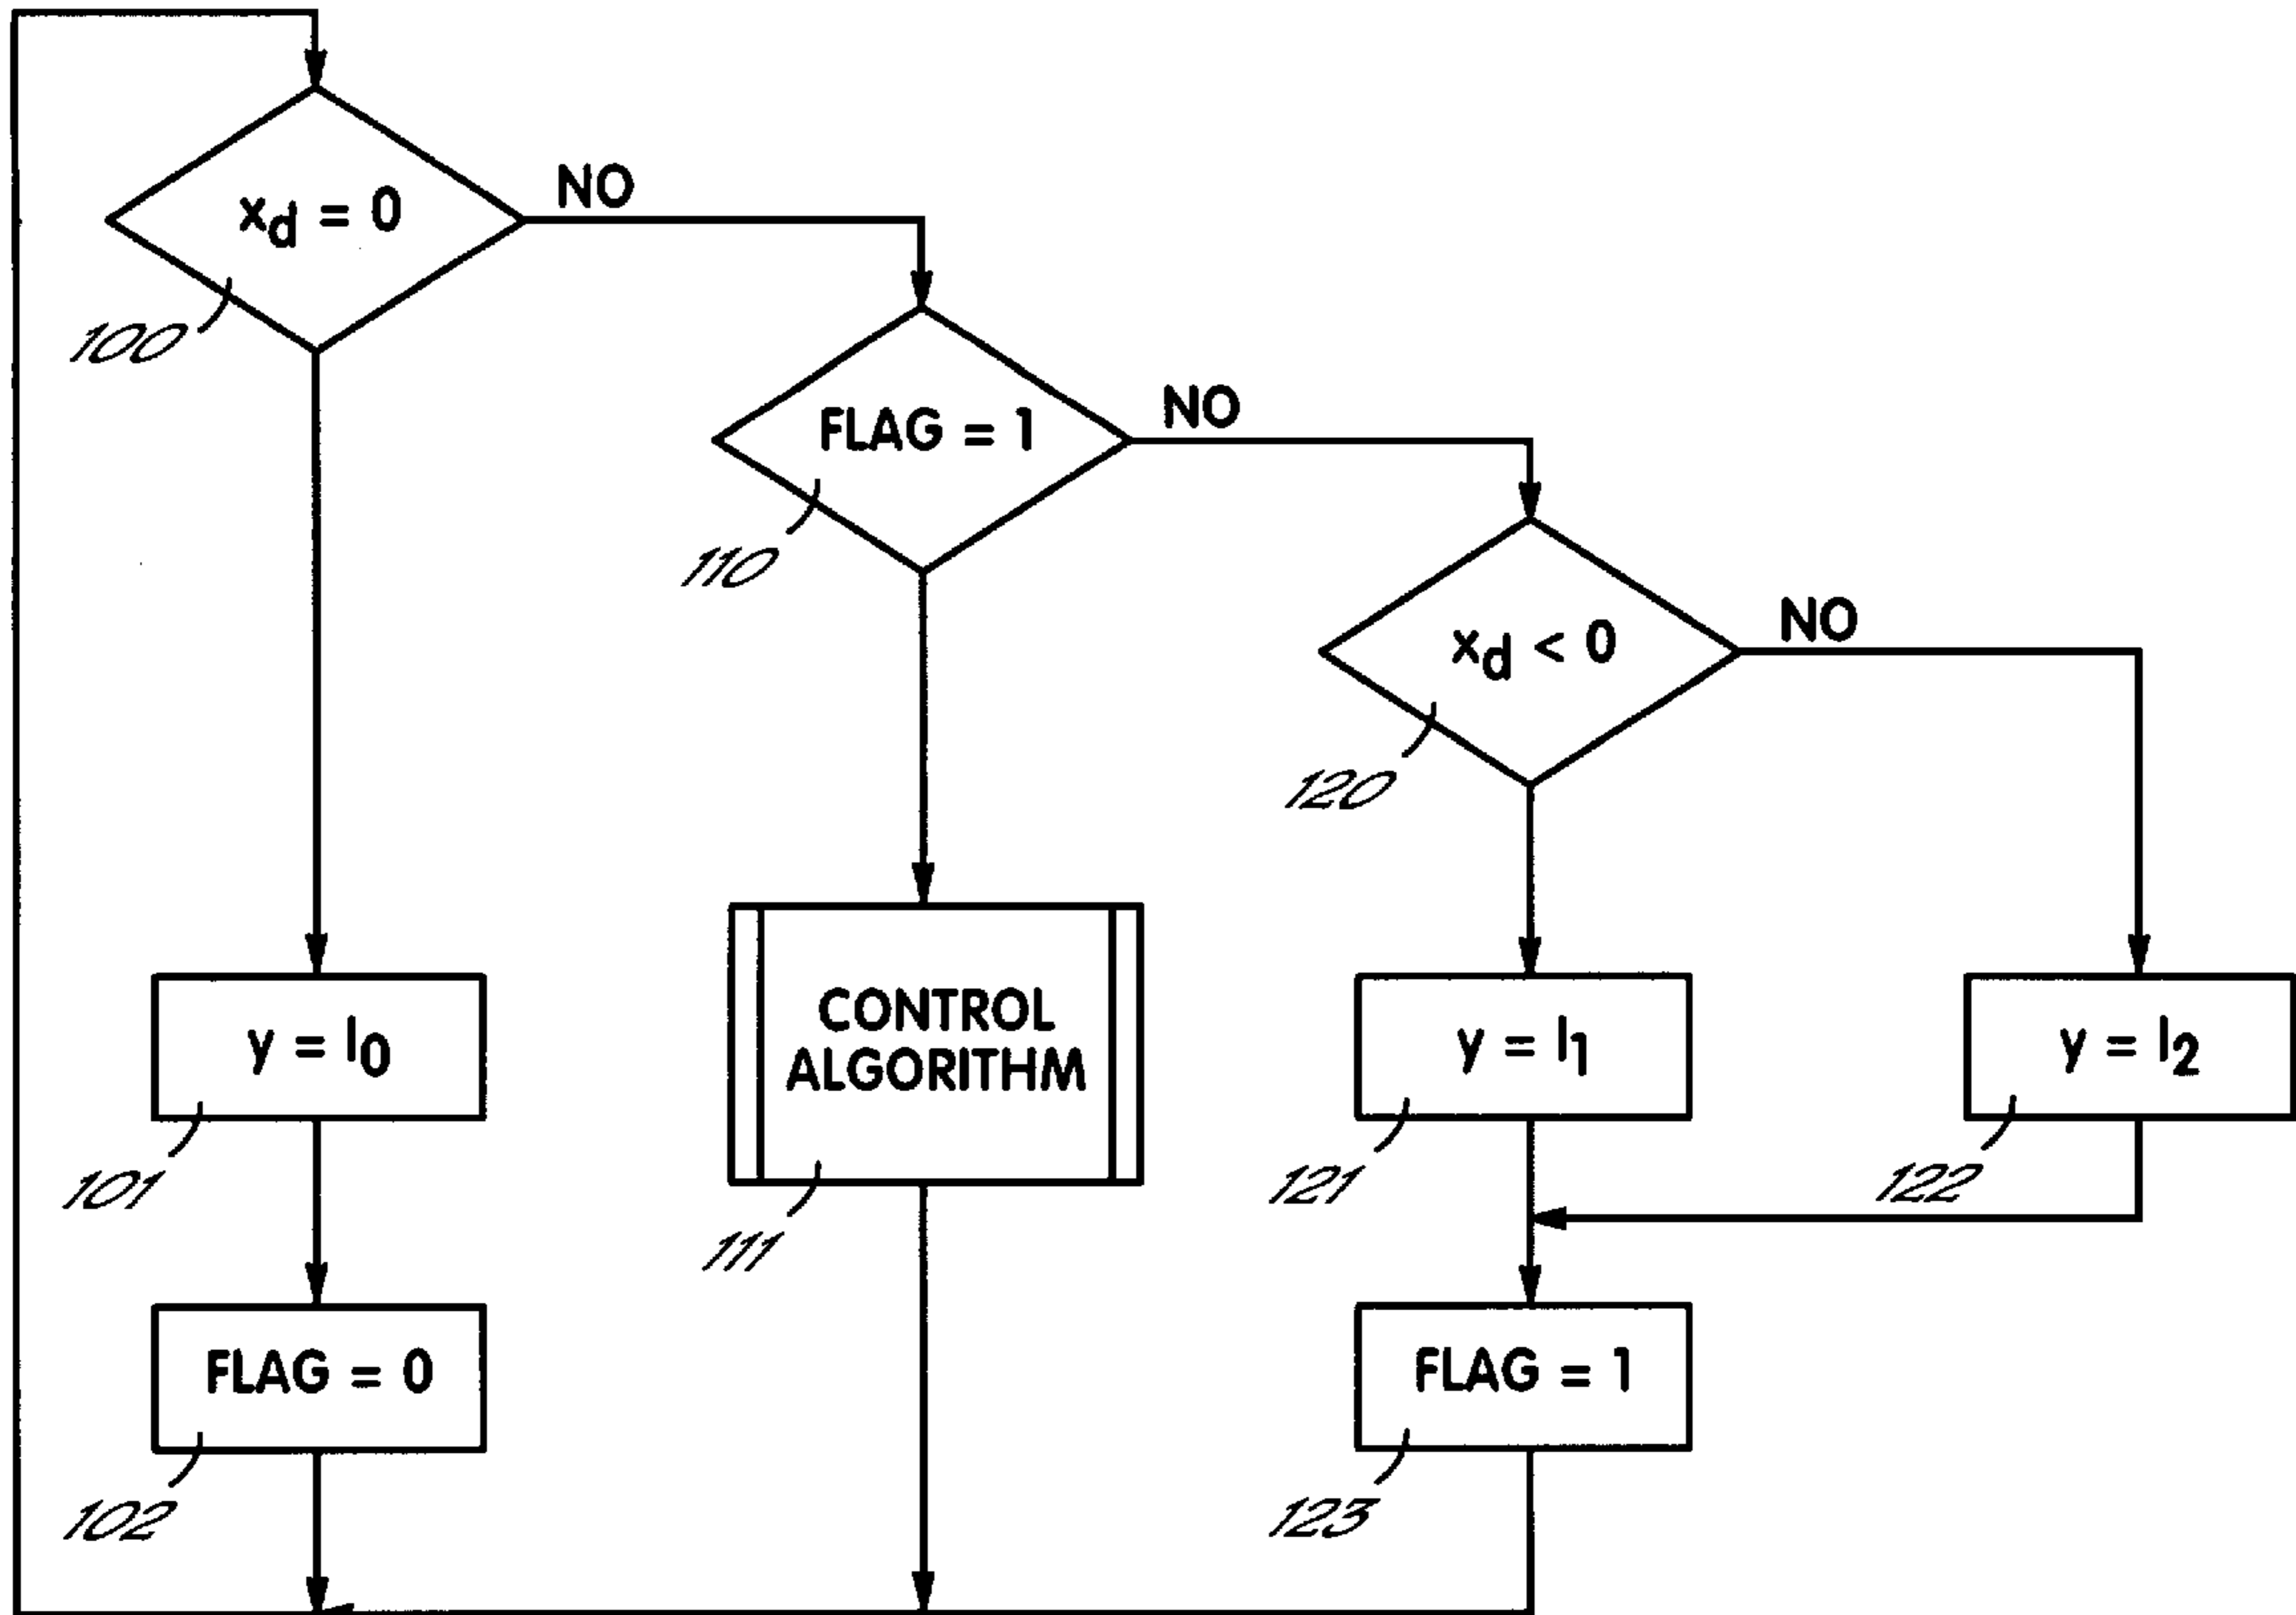 x_d = 0
NO
100
FLAG = 1
NO
110
x_d < 0
NO
120
y = I_0
101
CONTROL
ALGORITHM
111
y = I_1
121
y = I_2
122
FLAG = 0
102
FLAG = 1
123